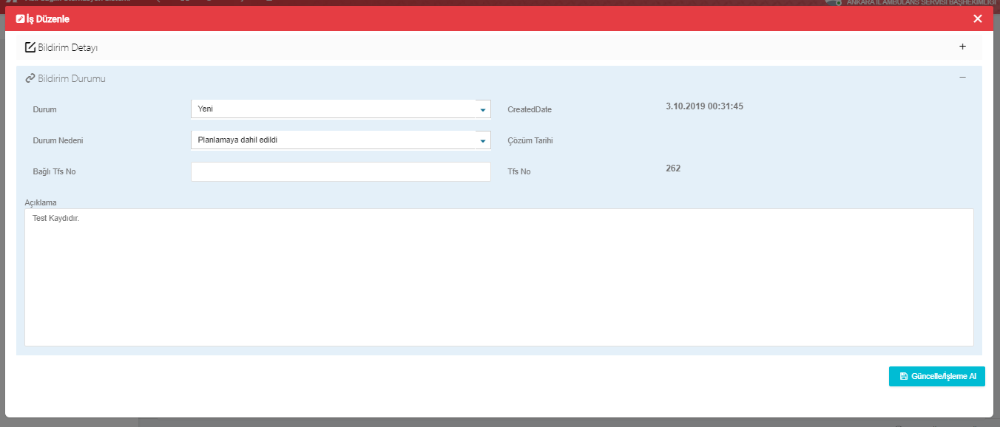 ANKARA İL AMBULANS SERVİSİ BAŞHEKİMLİĞİ
İş Düzenle
Bildirim Detayı
Bildirim Durumu
Durum Yeni CreatedDate 3.10.2019 00:31:45
Durum Nedeni Planlamaya dahil edildi Çözüm Tarihi
Bağlı Tfs No Tfs No 262
Açıklama
Test Kaydıdır.
Güncelle/İşleme Al